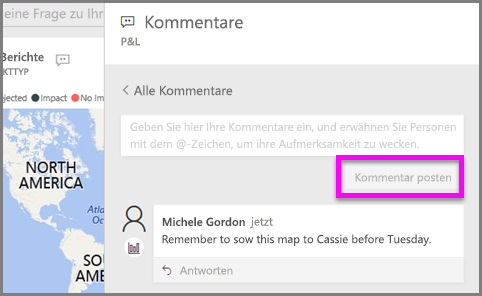 eine Frage zu Ihr
Berichte
KTTYP
jected Impact No Im
NORTH
AMERICA
Atla
O
SOU
AME
Kommentare
P&L
Alle Kommentare
Geben Sie hier Ihre Kommentare ein, und erwähnen Sie Personen
mit dem @-Zeichen, um ihre Aufmerksamkeit zu wecken.
Kommentar posten
Michele Gordon jetzt
Remember to sow this map to Cassie before Tuesday.
Antworten